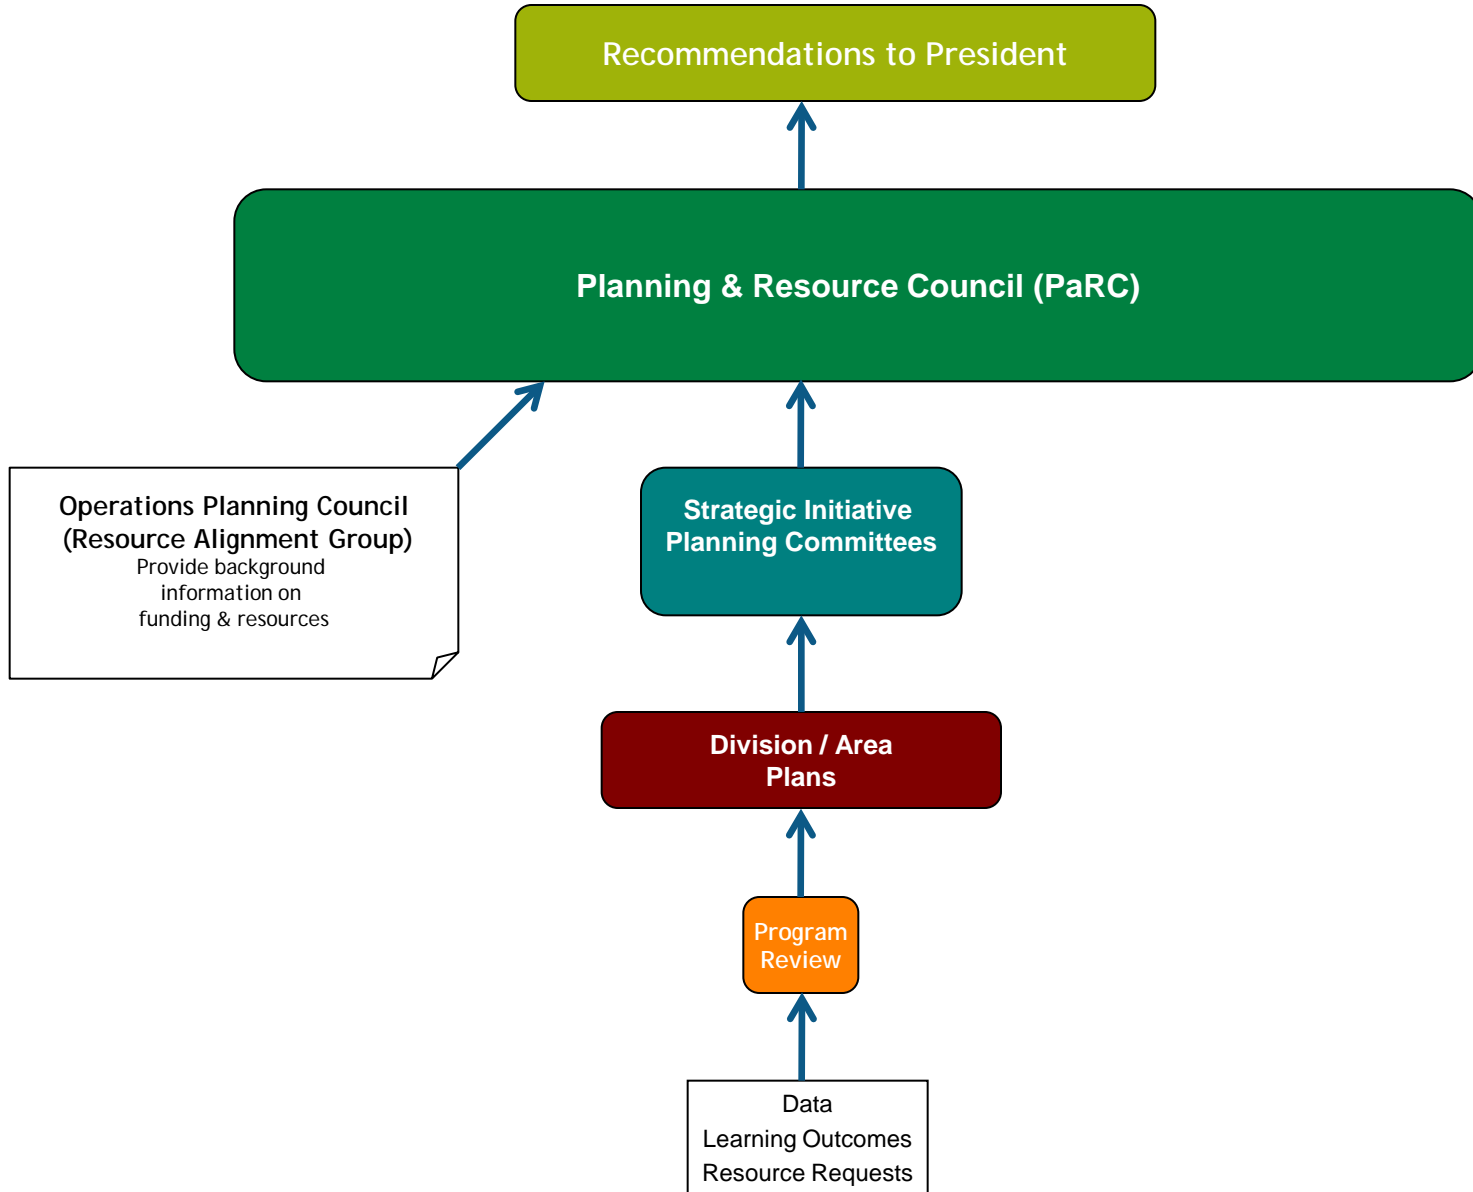 Recommendations to President
Planning & Resource Council (PaRC)
Operations Planning Council
(Resource Alignment Group)
Provide background
information on
funding & resources
Strategic Initiative
Planning Committees
Division / Area
Plans
Program
Review
Data
Learning Outcomes
Resource Requests